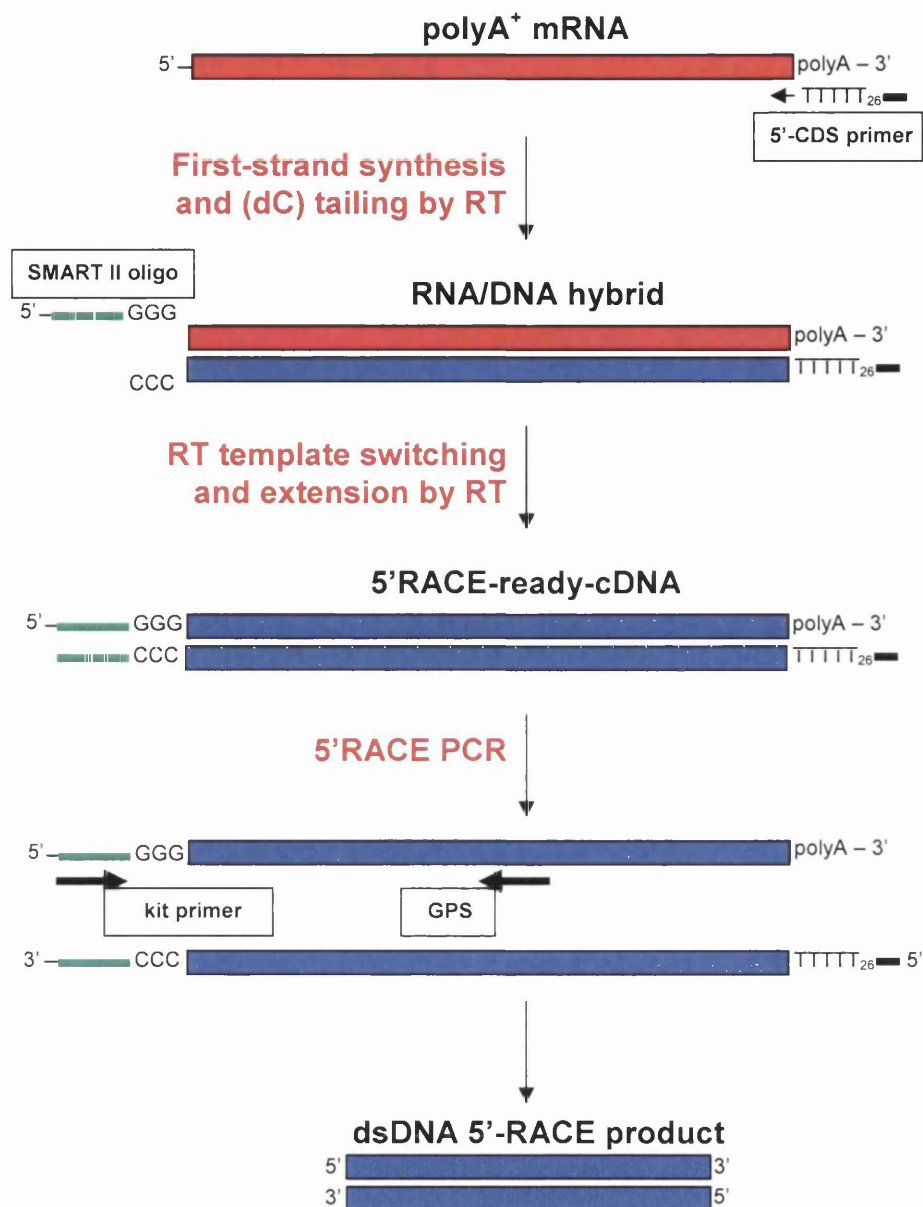 polyA⁺ mRNA
5’ polyA – 3’
TTTTT₂₆
5’-CDS primer
First-strand synthesis
and (dC) tailing by RT
SMART II oligo
RNA/DNA hybrid
5’ GGG
polyA – 3’
CCC TTTTT₂₆
RT template switching
and extension by RT
5’RACE-ready-cDNA
5’ GGG polyA – 3’
CCC TTTTT₂₆
5’RACE PCR
5’ GGG polyA – 3’
kit primer GPS
3’ CCC TTTTT₂₆ 5’
dsDNA 5’-RACE product
5’ 3’
3’ 5’